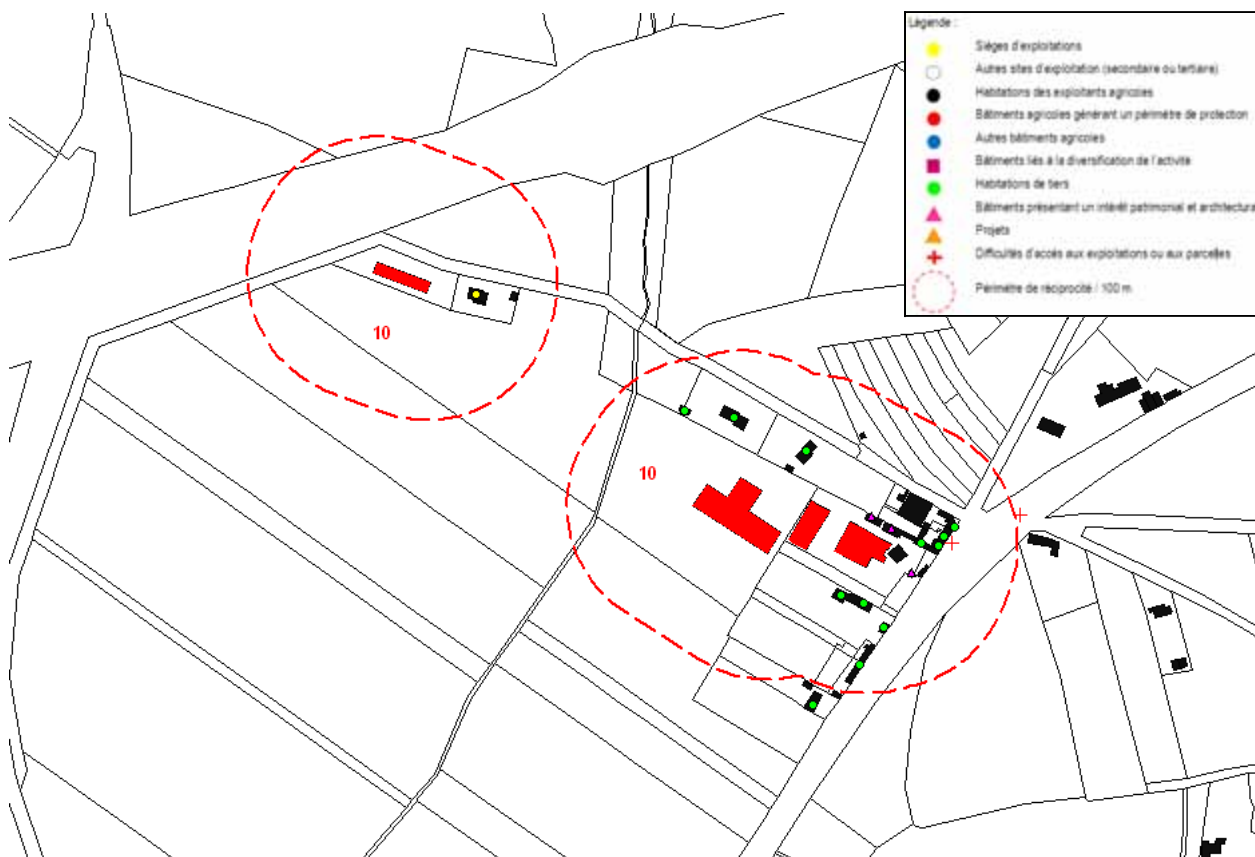 Légende :
Sièges d'exploitations
Autres sites d'exploitation (secondaire ou tertiaire)
Habitations des exploitants agricoles
Bâtiments agricoles générant un périmètre de protection
Autres bâtiments agricoles
Bâtiments liés à la diversification de l'activité
Habitations de tiers
Bâtiments présentant un intérêt patrimonial et architectura
Projets
Difficultés d'accès aux exploitations ou aux parcelles
Périmètre de réciprocité / 100 m
10
10